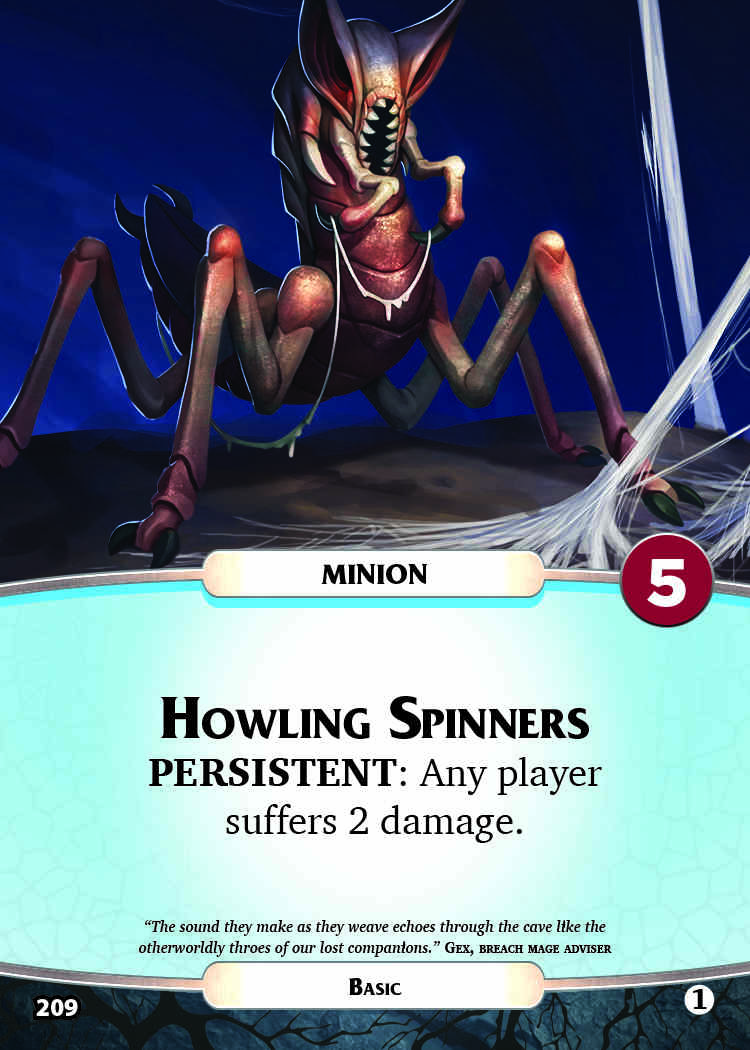 MINION
5
Howling Spinners
PERSISTENT: Any player
suffers 2 damage.
“The sound they make as they weave echoes through the cave like the
otherworldly throes of our lost companions.” Gex, breach mage adviser
Basic
209
1